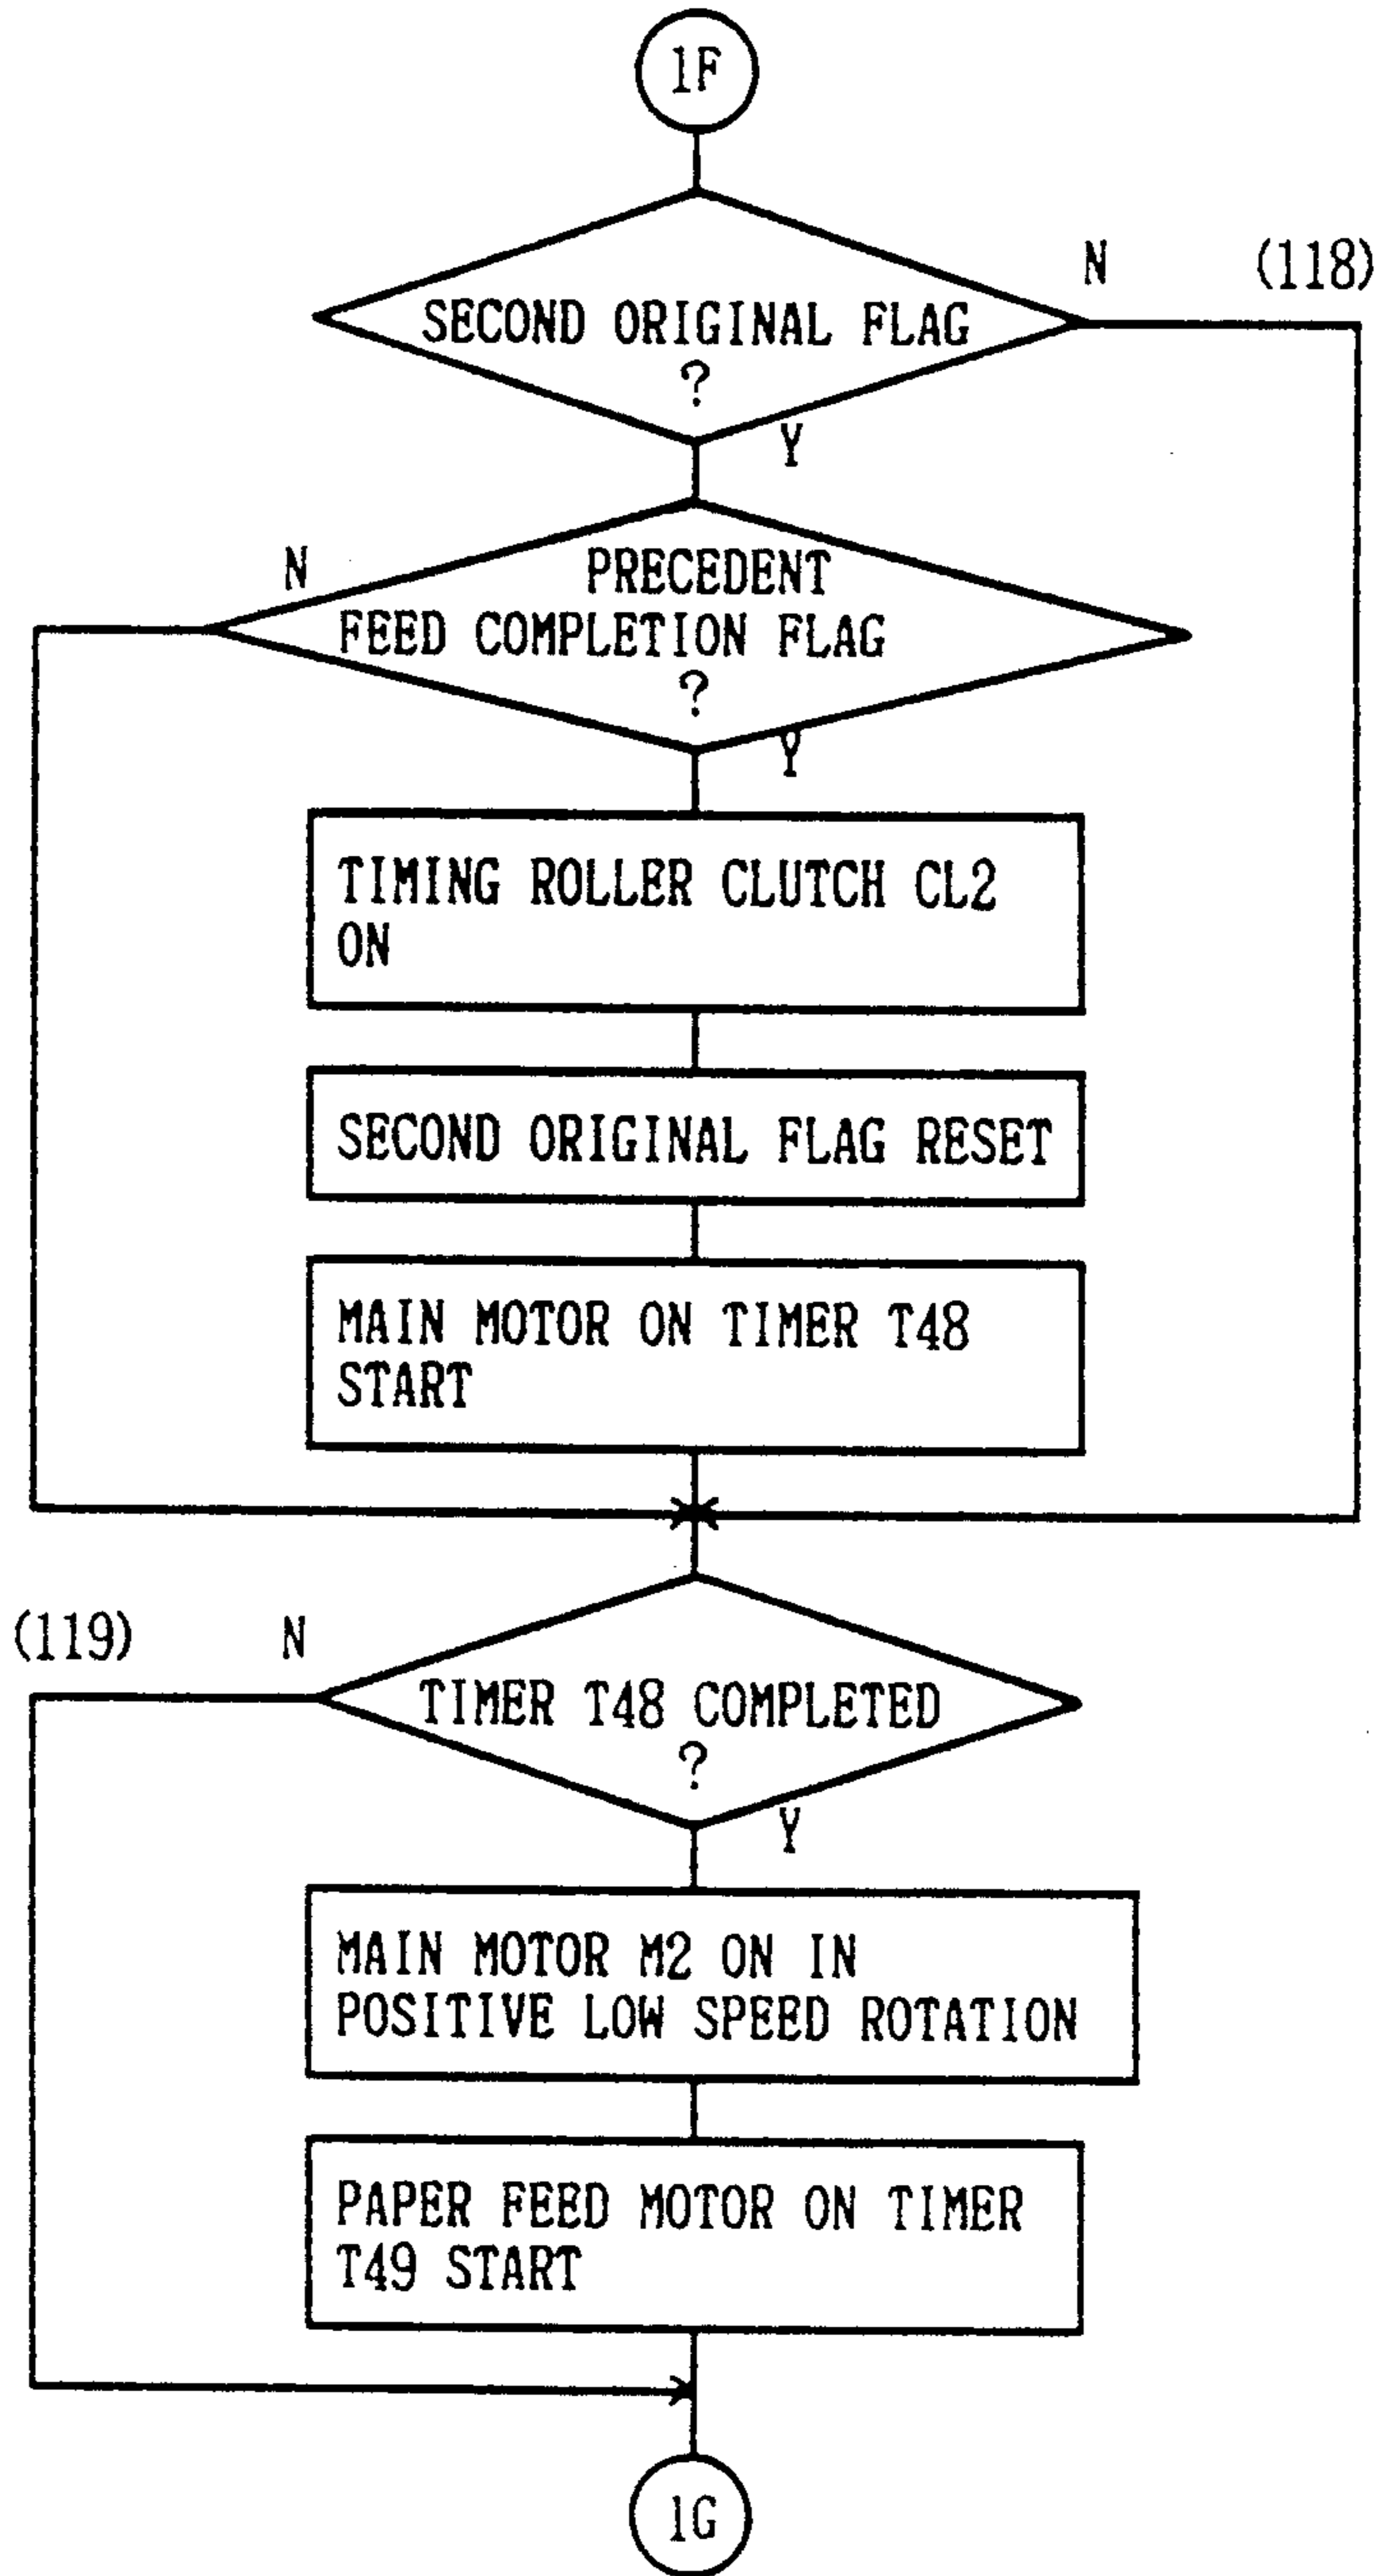 1F
N (118)
SECOND ORIGINAL FLAG
?
Y
N
PRECEDENT
FEED COMPLETION FLAG
?
Y
TIMING ROLLER CLUTCH CL2
ON
SECOND ORIGINAL FLAG RESET
MAIN MOTOR ON TIMER T48
START
(119) N
TIMER T48 COMPLETED
?
Y
MAIN MOTOR M2 ON IN
POSITIVE LOW SPEED ROTATION
PAPER FEED MOTOR ON TIMER
T49 START
1G